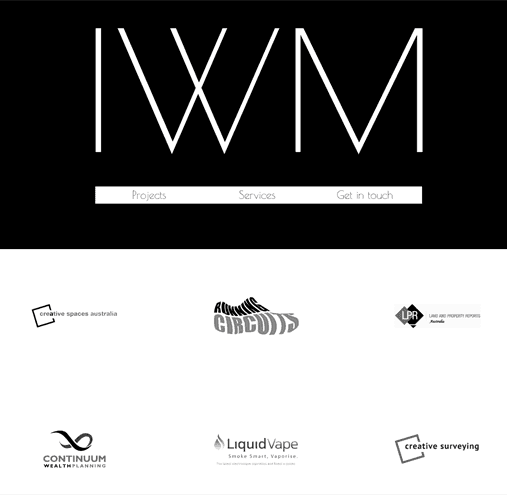 IWM
Projects Services Get in touch
creative spaces australia
RUNNING
CIRCUITS
LPR
LAND AND PROPERTY REPORTS
Australia
CONTINUUM
WEALTHPLANNING
LiquidVape
Smoke Smart, Vaporise.
creative surveying